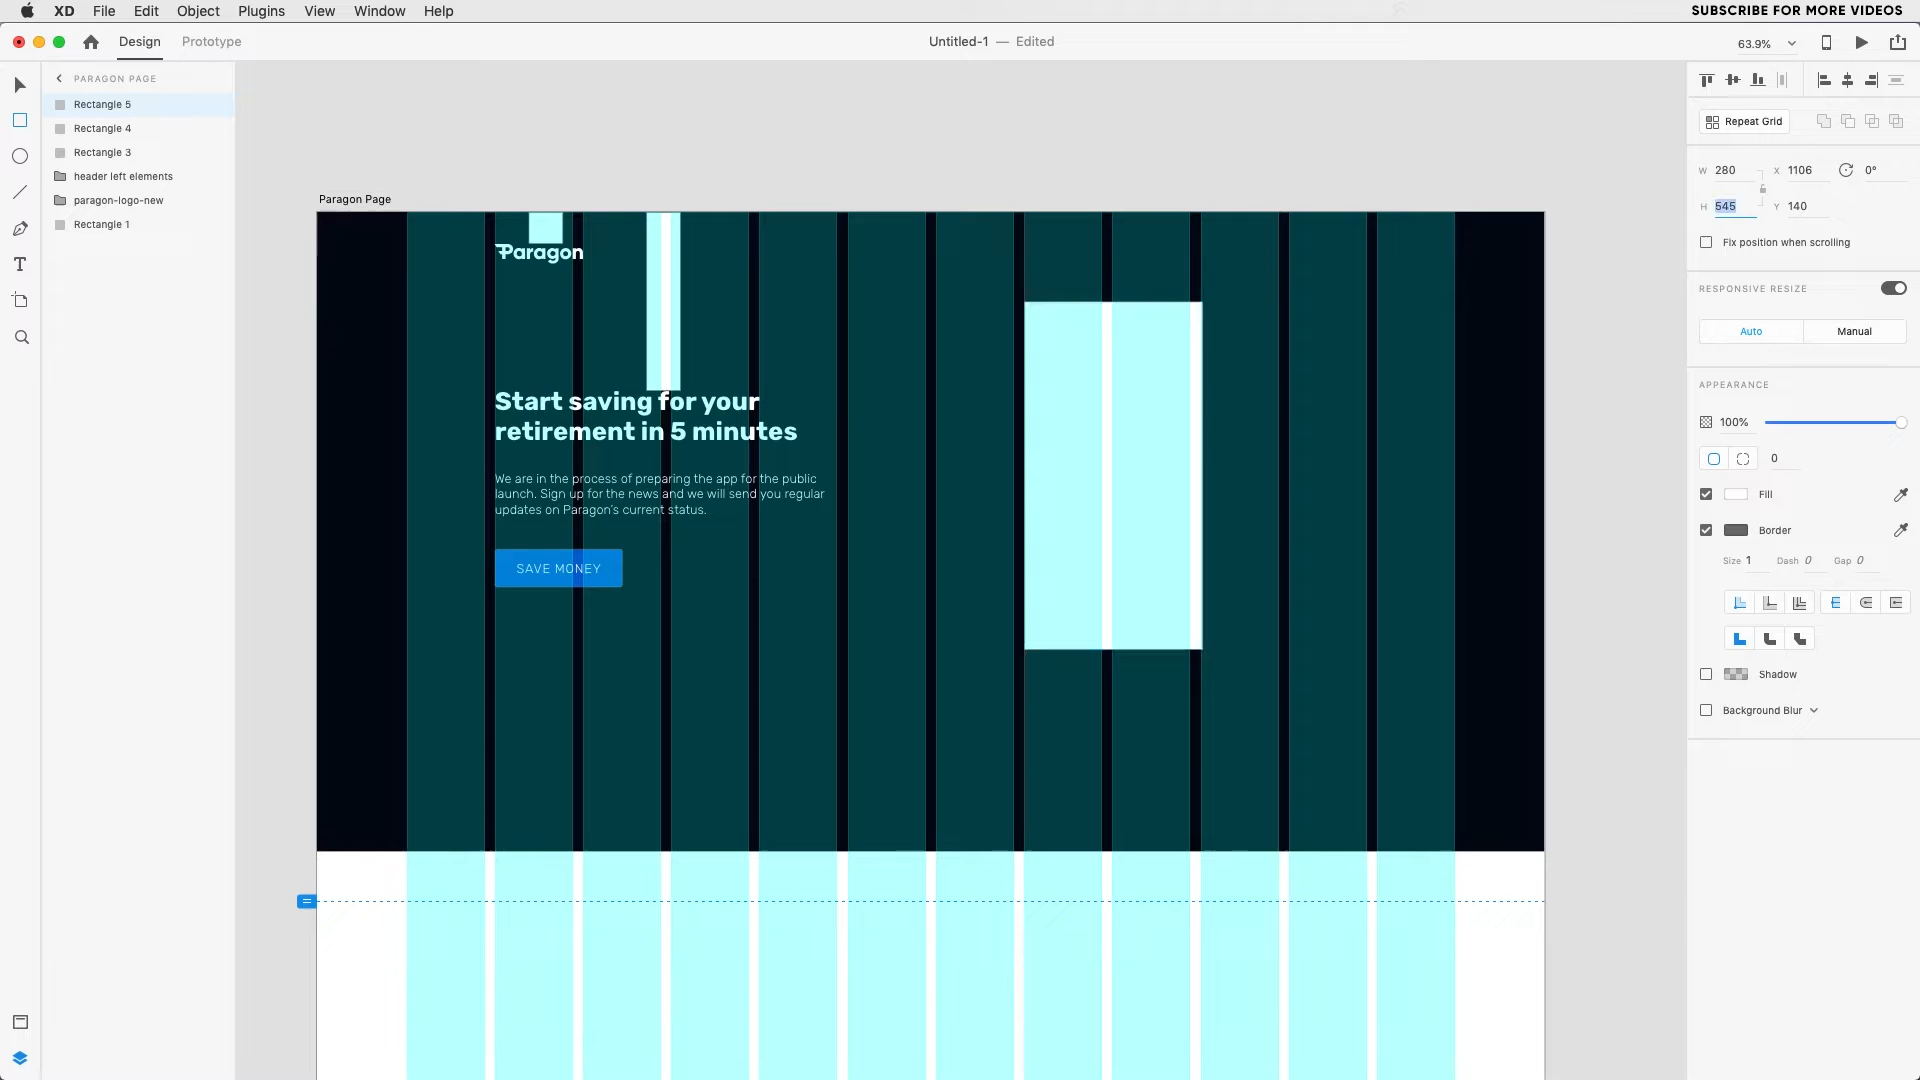 XD File Edit Object Plugins View Window Help
SUBSCRIBE FOR MORE VIDEOS
Design Prototype
Untitled-1 — Edited
63.9%
PARAGON PAGE
Rectangle 5
Rectangle 4
Rectangle 3
header left elements
paragon-logo-new
Rectangle 1
Paragon Page
Paragon
Start saving for your
retirement in 5 minutes
We are in the process of preparing the app for the public
launch. Sign up for the news and we will send you regular
updates on Paragon's current status.
SAVE MONEY
Repeat Grid
W 280 X 1106 0°
H 545 Y 140
Fix position when scrolling
RESPONSIVE RESIZE
Auto Manual
APPEARANCE
100%
0
Fill
Border
Size 1 Dash 0 Gap 0
Shadow
Background Blur